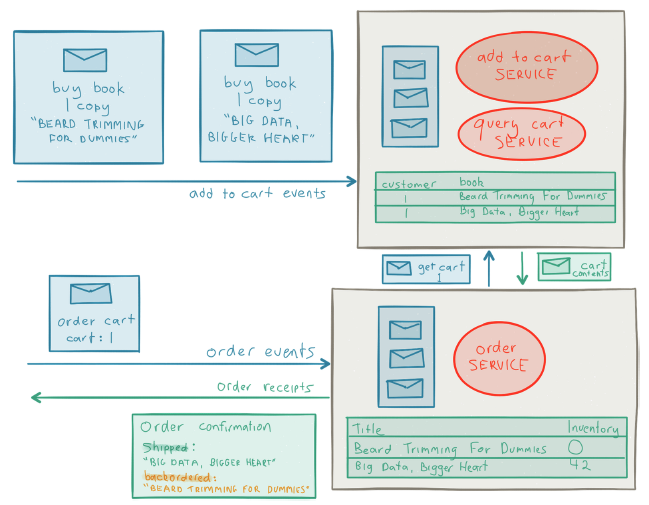 buy book
1 copy
"BEARD TRIMMING
FOR DUMMIES"
buy book
1 copy
"BIG DATA,
BIGGER HEART"
add to cart events
add to cart
SERVICE
query cart
SERVICE
customer book
1 Beard Trimming For Dummies
1 Big Data, Bigger Heart
get cart
1
cart
contents
order cart
cart: 1
order events
order receipts
order
SERVICE
Order confirmation
Shipped:
"BIG DATA, BIGGER HEART"
backordered:
"BEARD TRIMMING FOR DUMMIES"
Title Inventory
Beard Trimming For Dummies 0
Big Data, Bigger Heart 42